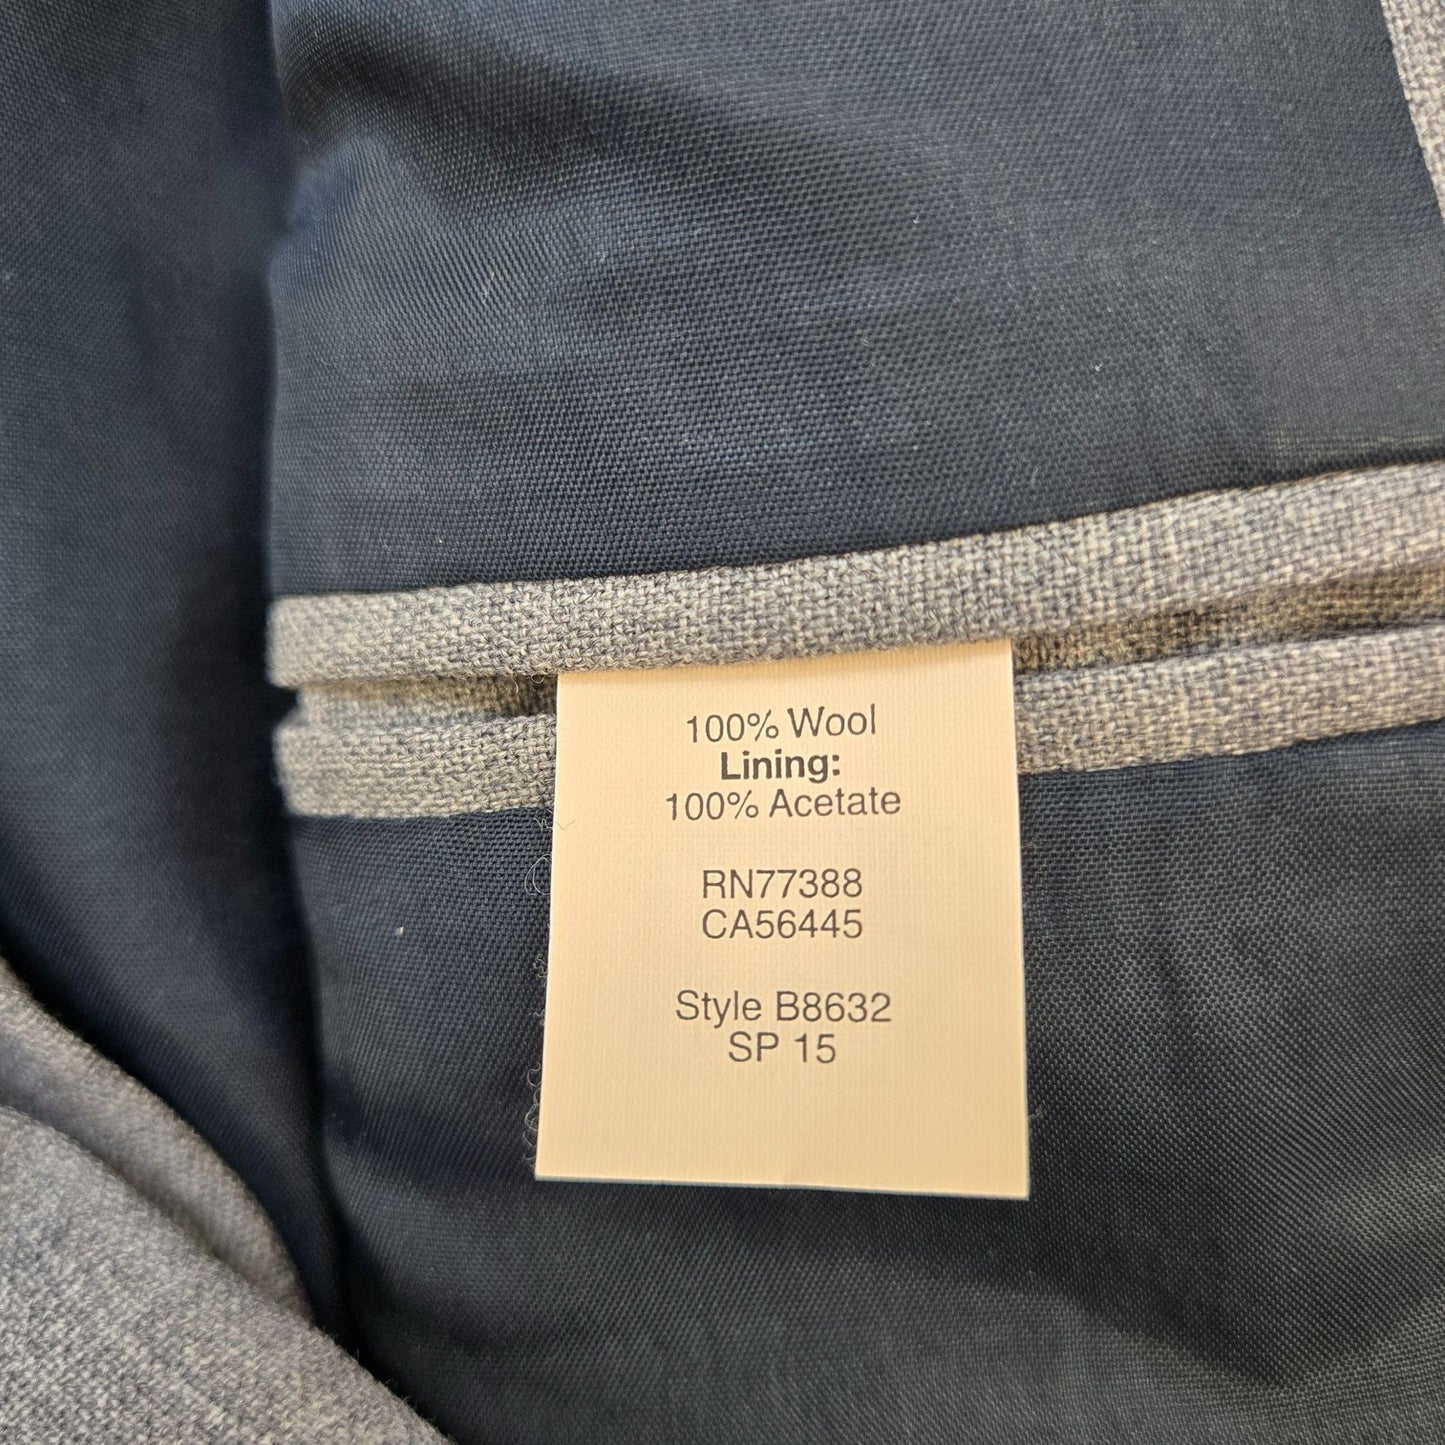 100% Wool
Lining:
100% Acetate
RN77388
CA56445
Style B8632
SP 15